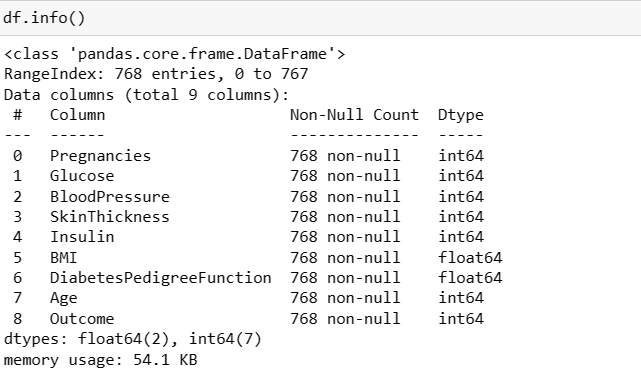 df.info()
<class 'pandas.core.frame.DataFrame'>
RangeIndex: 768 entries, 0 to 767
Data columns (total 9 columns):
 #   Column                    Non-Null Count  Dtype
---  ------                    --------------  -----
 0   Pregnancies               768 non-null    int64
 1   Glucose                   768 non-null    int64
 2   BloodPressure             768 non-null    int64
 3   SkinThickness             768 non-null    int64
 4   Insulin                   768 non-null    int64
 5   BMI                       768 non-null    float64
 6   DiabetesPedigreeFunction  768 non-null    float64
 7   Age                       768 non-null    int64
 8   Outcome                   768 non-null    int64
dtypes: float64(2), int64(7)
memory usage: 54.1 KB